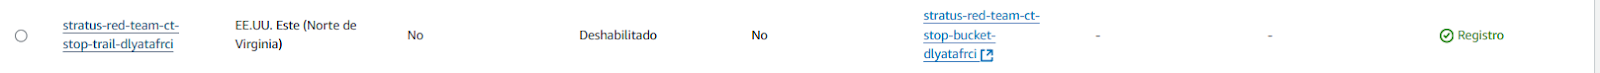 stratus-red-team-ct-
stop-trail-dlyatafrci
EE.UU. Este (Norte de
Virginia)
No
Deshabilitado
No
stratus-red-team-ct-
stop-bucket-
dlyatafrci
-
-
Registro